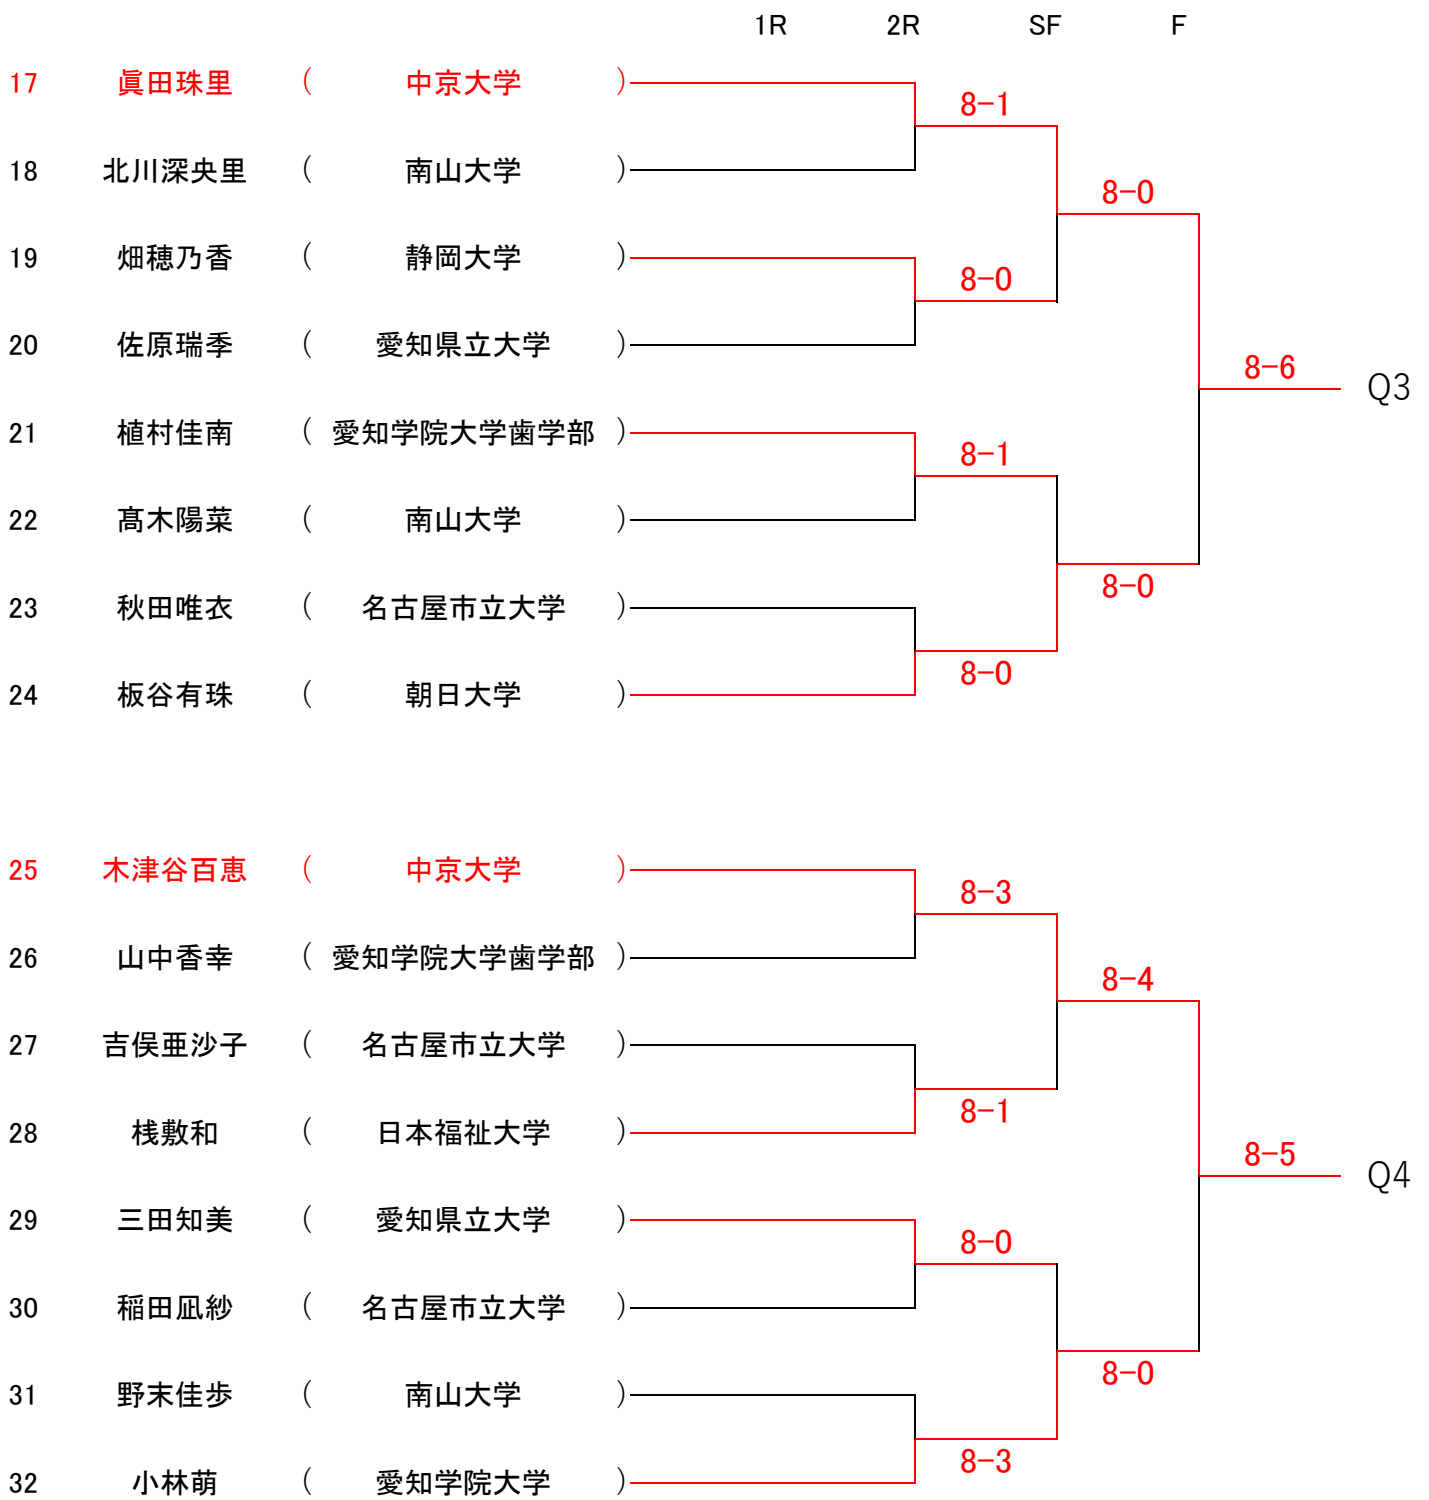 1R 2R SF F
17 眞田珠里 ( 中京大学 )
8-1
18 北川深央里 ( 南山大学 )
8-0
19 畑穂乃香 ( 静岡大学 )
8-0
20 佐原瑞季 ( 愛知県立大学 )
8-6 Q3
21 植村佳南 ( 愛知学院大学歯学部 )
8-1
22 髙木陽菜 ( 南山大学 )
8-0
23 秋田唯衣 ( 名古屋市立大学 )
8-0
24 板谷有珠 ( 朝日大学 )
25 木津谷百恵 ( 中京大学 )
8-3
26 山中香幸 ( 愛知学院大学歯学部 )
8-4
27 吉俣亜沙子 ( 名古屋市立大学 )
8-1
28 桟敷和 ( 日本福祉大学 )
8-5 Q4
29 三田知美 ( 愛知県立大学 )
8-0
30 稲田凪紗 ( 名古屋市立大学 )
8-0
31 野末佳歩 ( 南山大学 )
8-3
32 小林萌 ( 愛知学院大学 )